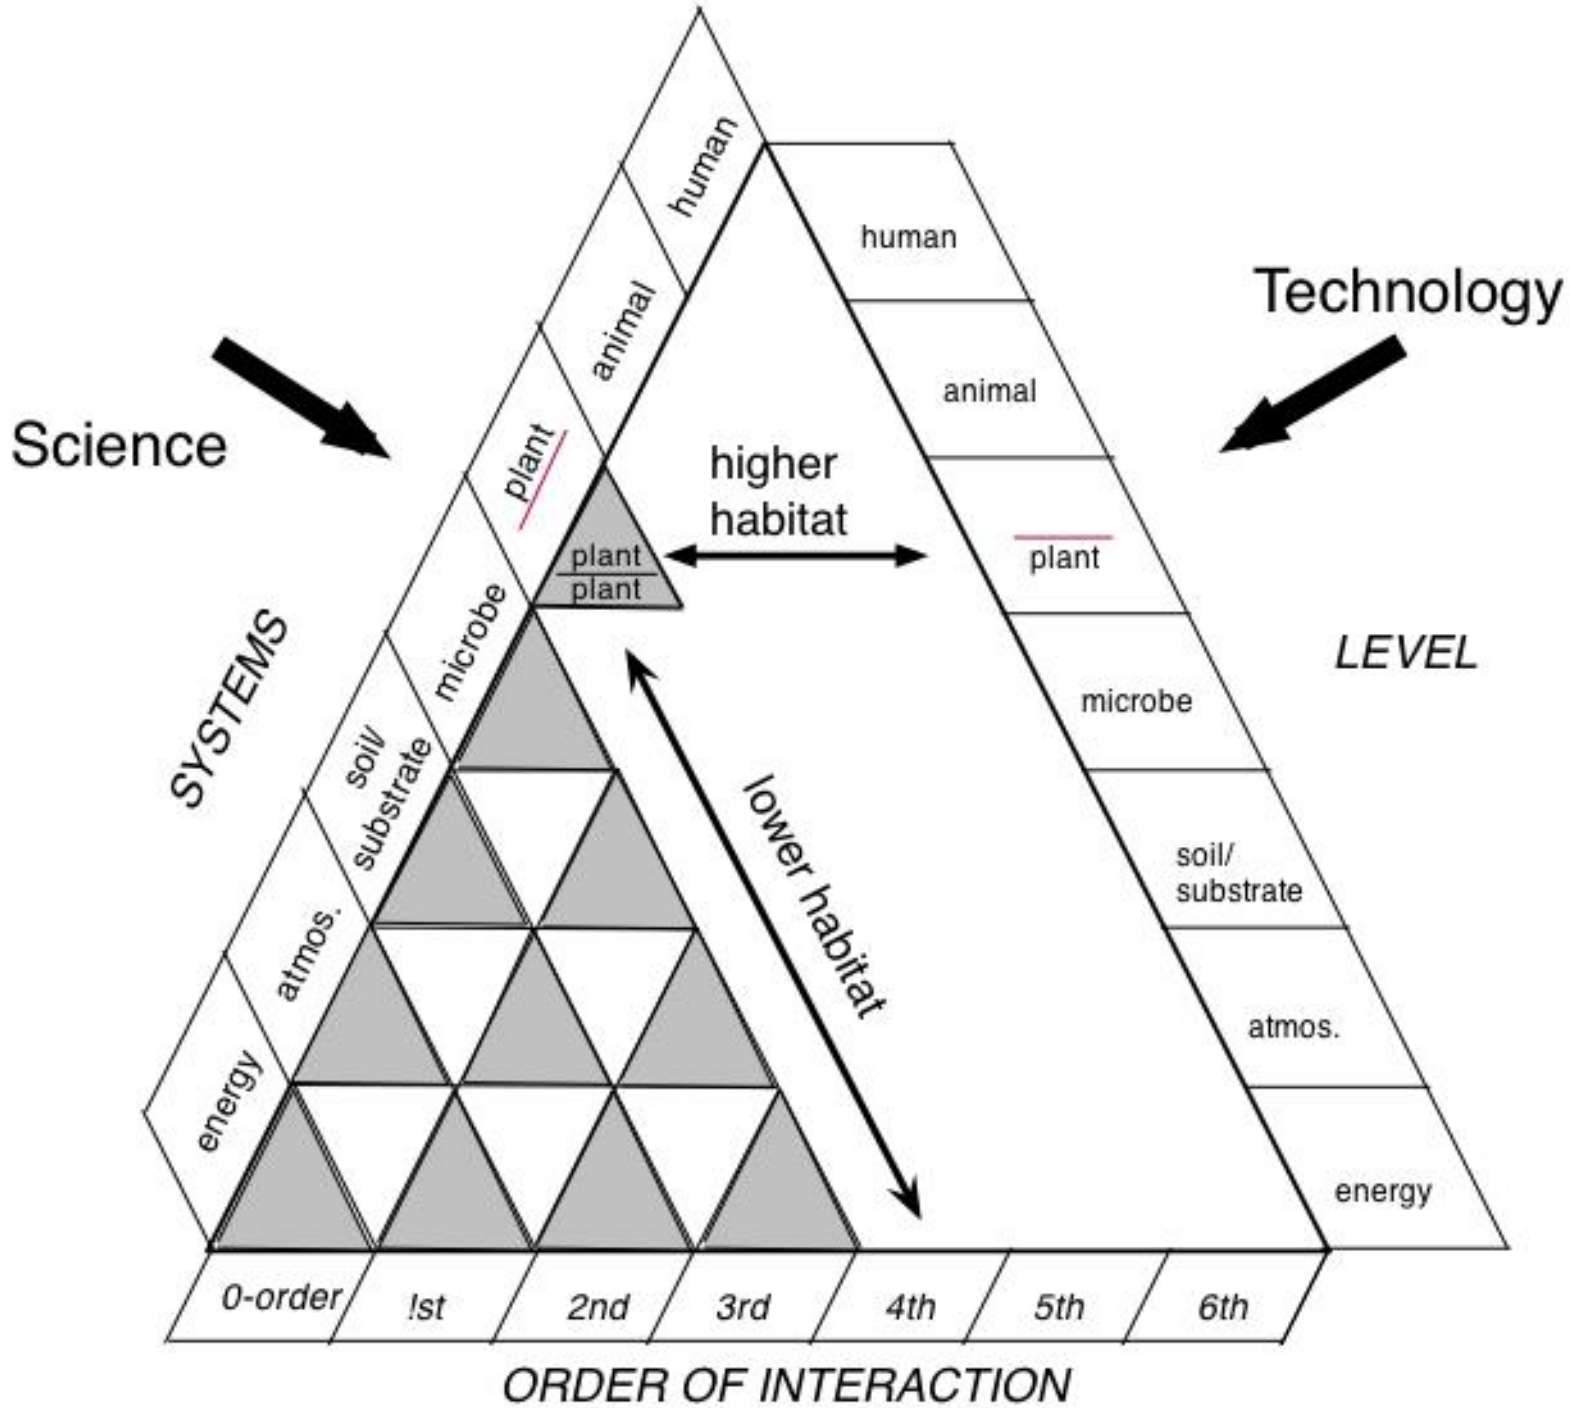 human
human
Technology
animal
animal
Science
plant
higher
habitat
plant
plant
plant
microbe
SYSTEMS
LEVEL
microbe
soil/
substrate
lower habitat
soil/
substrate
atmos.
atmos.
energy
energy
0-order
!st
2nd
3rd
4th
5th
6th
ORDER OF INTERACTION